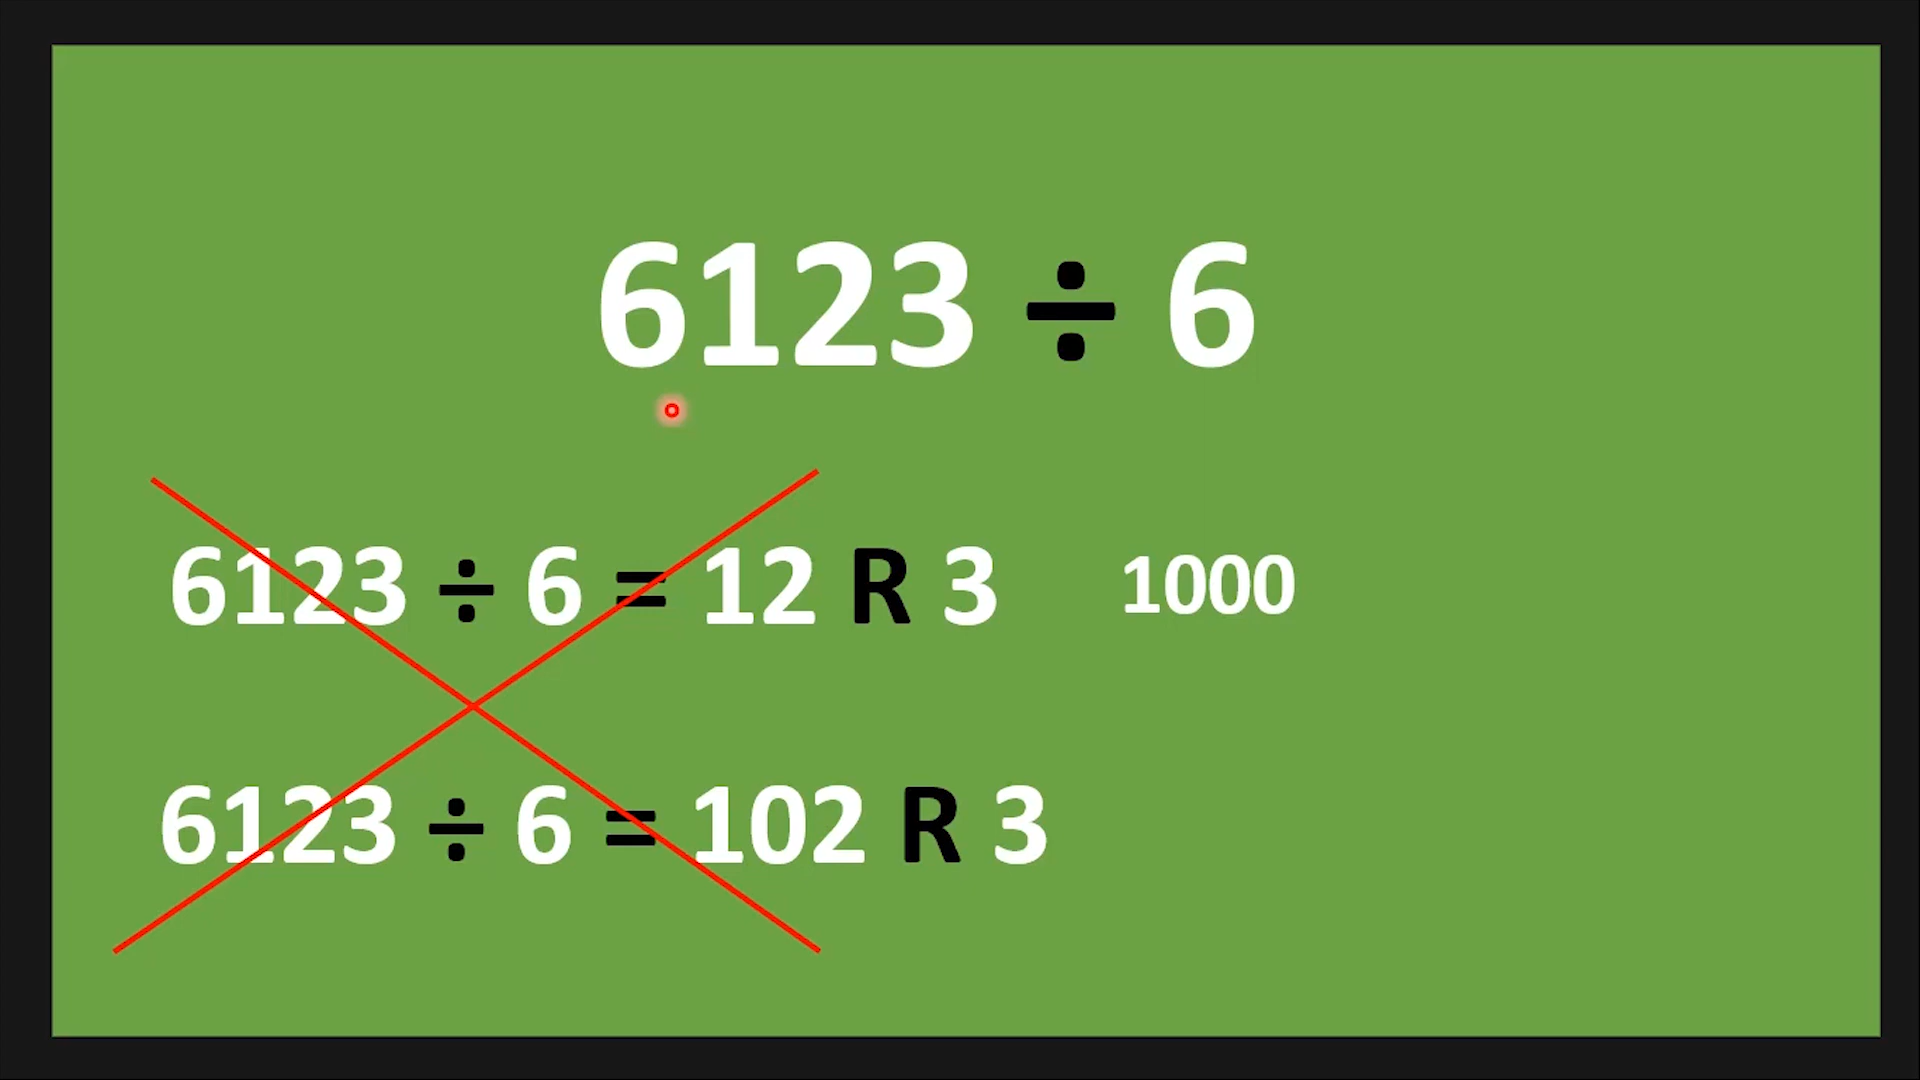 6123 ÷ 6
6123 ÷ 6 = 12 R 3 1000
6123 ÷ 6 = 102 R 3